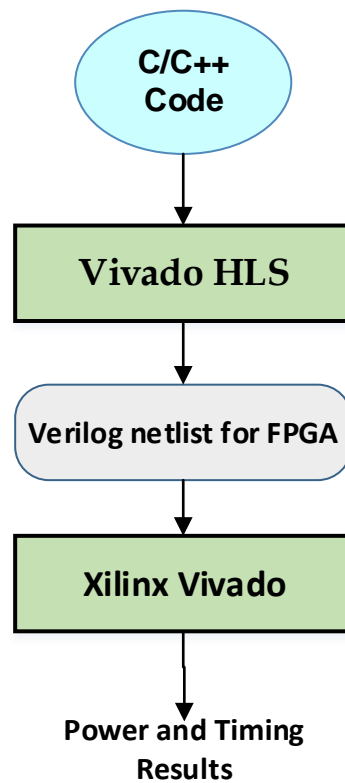 C/C++
Code
Vivado HLS
Verilog netlist for FPGA
Xilinx Vivado
Power and Timing
Results